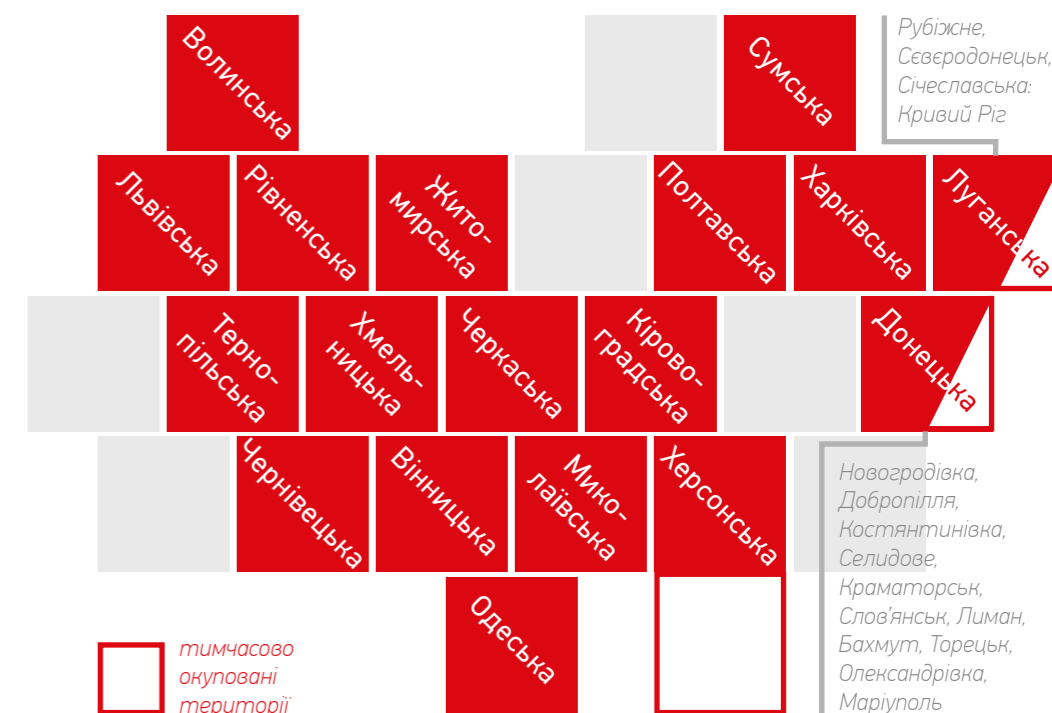 Рубіжне,
Сєвєродонецьк,
Січеславська:
Кривий Ріг
Волинська
Сумська
Львівська
Рівненська
Жито-
мирська
Полтавська
Харківська
Луганська
Терно-
пільська
Хмель-
ницька
Черкаська
Кірово-
градська
Донецька
Чернівецька
Вінницька
Мико-
лаївська
Херсонська
Новогродівка,
Добропілля,
Костянтинівка,
Селидове,
Краматорськ,
Слов'янськ, Лиман,
Бахмут, Торецьк,
Олександрівка,
Маріуполь
Одеська
тимчасово
окуповані
території